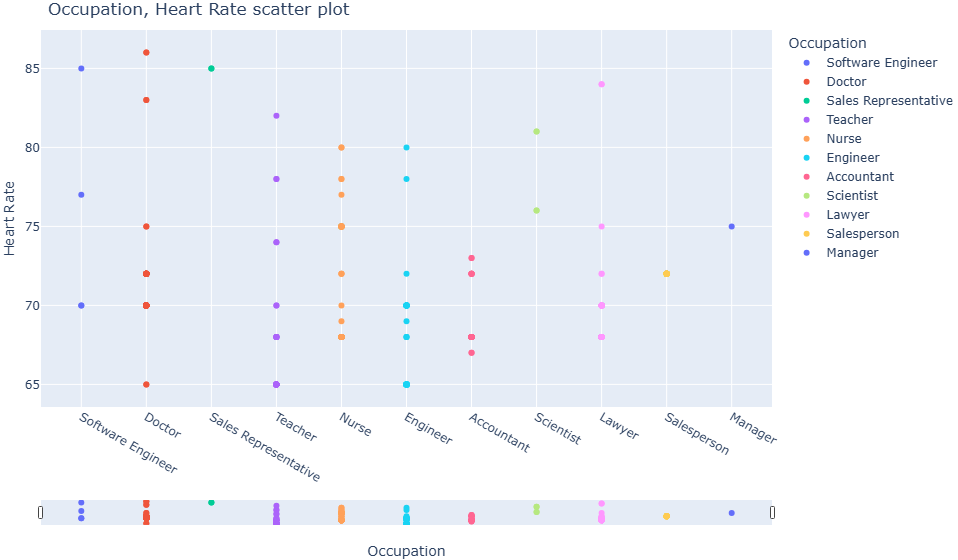 Occupation, Heart Rate scatter plot
Heart Rate
85
80
75
70
65
Software Engineer
Doctor
Sales Representative
Teacher
Nurse
Engineer
Accountant
Scientist
Lawyer
Salesperson
Manager
Occupation
Occupation
Software Engineer
Doctor
Sales Representative
Teacher
Nurse
Engineer
Accountant
Scientist
Lawyer
Salesperson
Manager